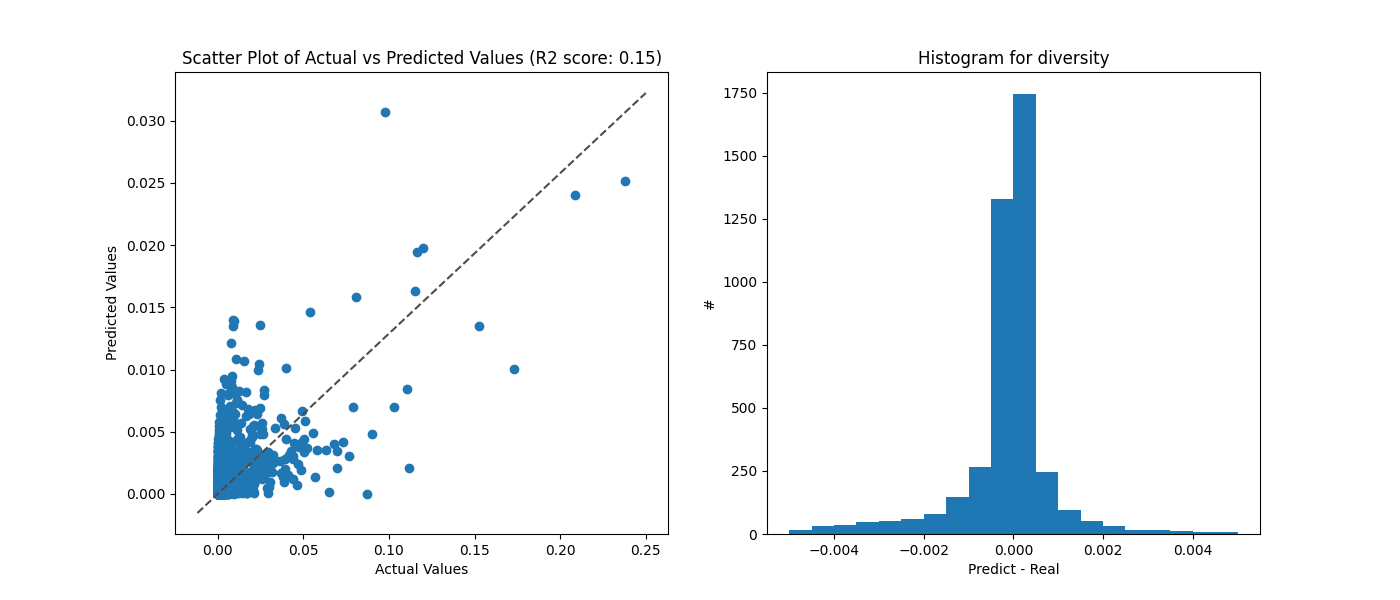 Scatter Plot of Actual vs Predicted Values (R2 score: 0.15)
0.030
0.025
0.020
0.015
0.010
0.005
0.000
Predicted Values
0.00 0.05 0.10 0.15 0.20 0.25
Actual Values
Histogram for diversity
1750
1500
1250
1000
750
500
250
0
#
−0.004 −0.002 0.000 0.002 0.004
Predict - Real